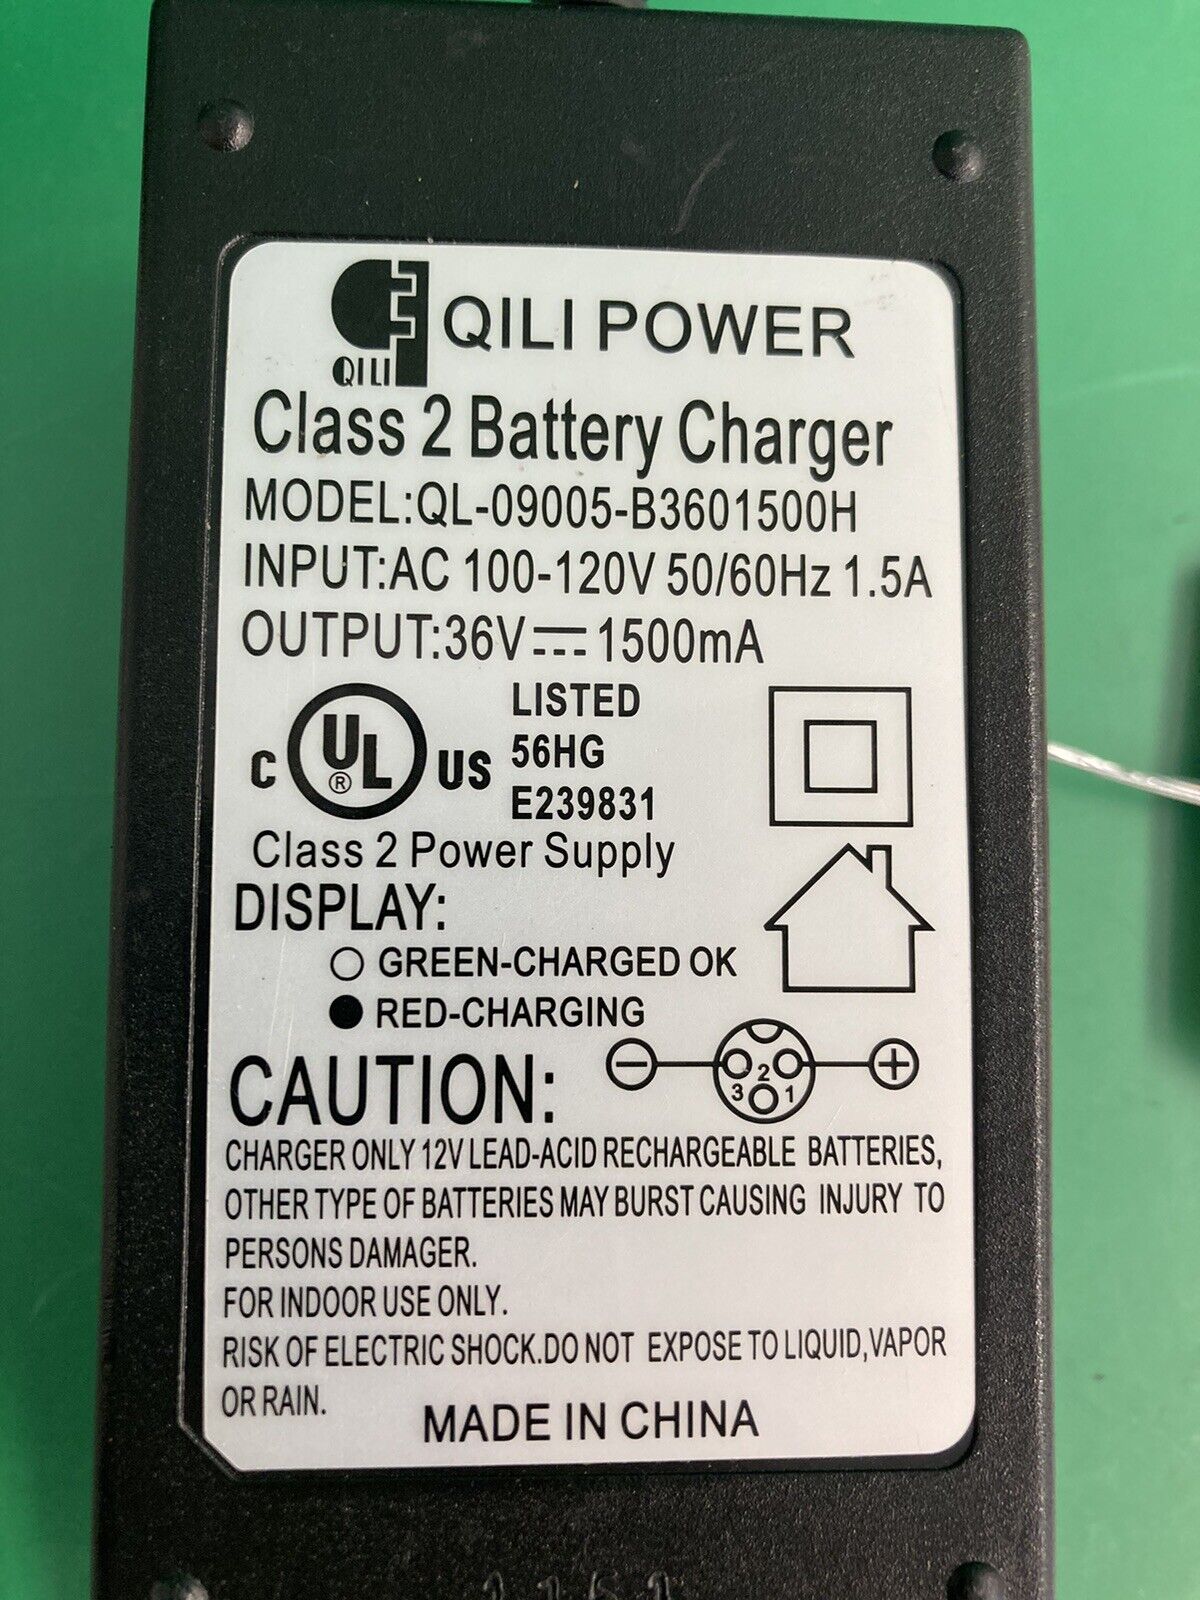 QILI
QILI POWER
Class 2 Battery Charger
MODEL:QL-09005-B3601500H
INPUT:AC 100-120V 50/60Hz 1.5A
OUTPUT:36V⎓1500mA
C UL® US
LISTED
56HG
E239831
Class 2 Power Supply
DISPLAY:
○ GREEN-CHARGED OK
● RED-CHARGING
− 3 2 1 +
CAUTION:
CHARGER ONLY 12V LEAD-ACID RECHARGEABLE BATTERIES,
OTHER TYPE OF BATTERIES MAY BURST CAUSING INJURY TO
PERSONS DAMAGER.
FOR INDOOR USE ONLY.
RISK OF ELECTRIC SHOCK.DO NOT EXPOSE TO LIQUID,VAPOR
OR RAIN.
MADE IN CHINA